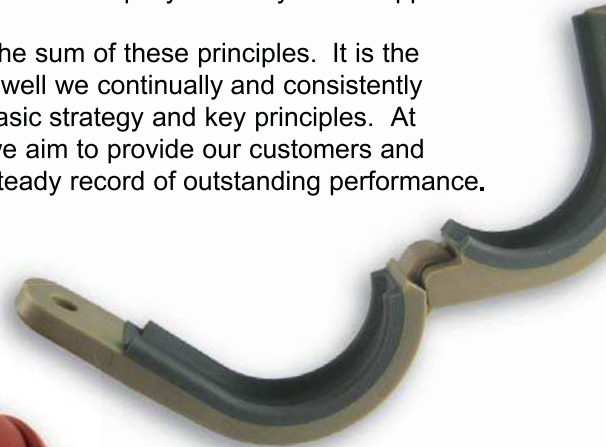 he sum of these principles.  It is the
well we continually and consistently
asic strategy and key principles.  At
we aim to provide our customers and
teady record of outstanding performance.